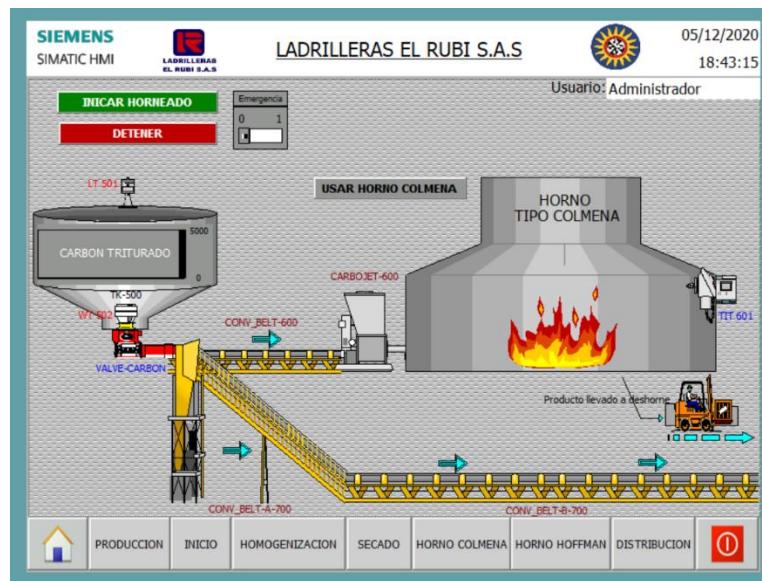 SIEMENS
SIMATIC HMI
LADRILLERAS
EL RUBI S.A.S
LADRILLERAS EL RUBI S.A.S
05/12/2020
18:43:15
Usuario: Administrador
INICAR HORNEADO
DETENER
Emergencia
0 1
LT 501
USAR HORNO COLMENA
HORNO
TIPO COLMENA
5000
CARBON TRITURADO
0
TK-500
WT 502
CARBOJET-600
TIT 601
CONV_BELT-600
VALVE-CARBON
Producto llevado a deshorne
CONV_BELT-A-700
CONV_BELT-B-700
PRODUCCION
INICIO
HOMOGENIZACION
SECADO
HORNO COLMENA
HORNO HOFFMAN
DISTRIBUCION